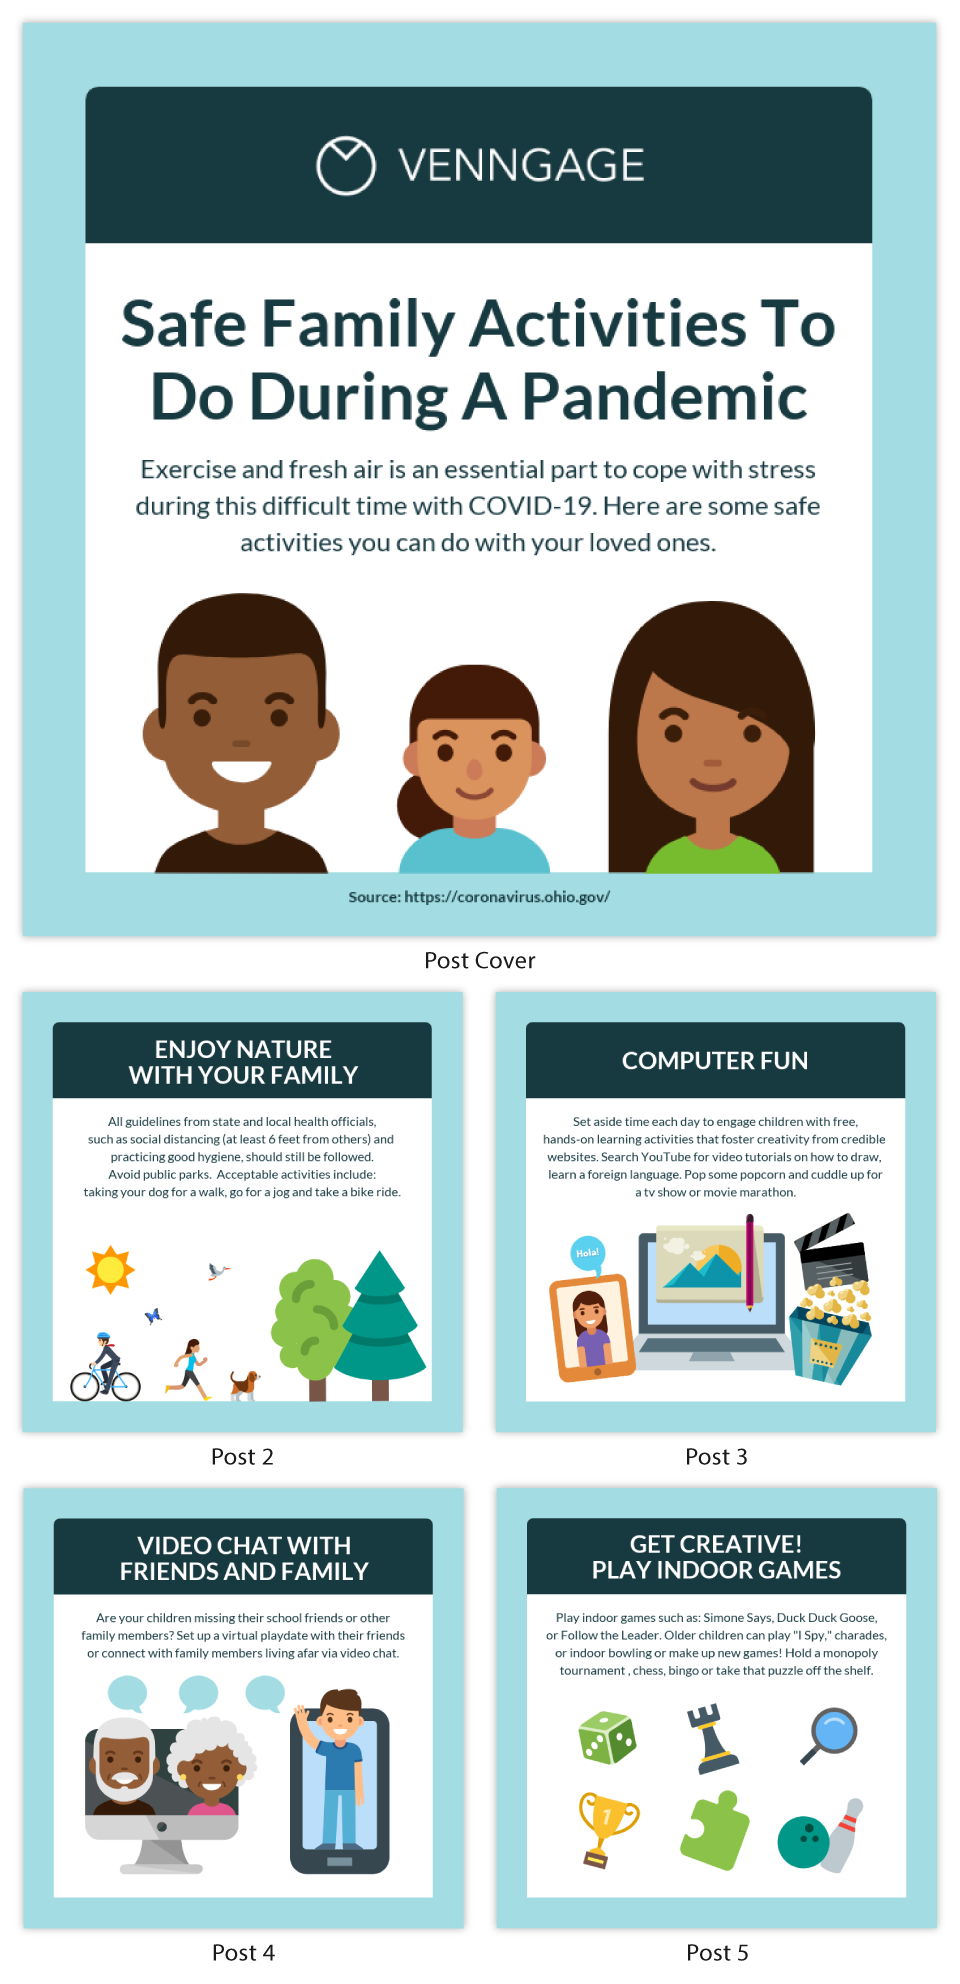 VENNGAGE
Safe Family Activities To
Do During A Pandemic
Exercise and fresh air is an essential part to cope with stress
during this difficult time with COVID-19. Here are some safe
activities you can do with your loved ones.
Source: https://coronavirus.ohio.gov/
Post Cover
ENJOY NATURE
WITH YOUR FAMILY
All guidelines from state and local health officials,
such as social distancing (at least 6 feet from others) and
practicing good hygiene, should still be followed.
Avoid public parks. Acceptable activities include:
taking your dog for a walk, go for a jog and take a bike ride.
Post 2
COMPUTER FUN
Set aside time each day to engage children with free,
hands-on learning activities that foster creativity from credible
websites. Search YouTube for video tutorials on how to draw,
learn a foreign language. Pop some popcorn and cuddle up for
a tv show or movie marathon.
Hola!
Post 3
VIDEO CHAT WITH
FRIENDS AND FAMILY
Are your children missing their school friends or other
family members? Set up a virtual playdate with their friends
or connect with family members living afar via video chat.
Post 4
GET CREATIVE!
PLAY INDOOR GAMES
Play indoor games such as: Simone Says, Duck Duck Goose,
or Follow the Leader. Older children can play "I Spy," charades,
or indoor bowling or make up new games! Hold a monopoly
tournament , chess, bingo or take that puzzle off the shelf.
1
Post 5